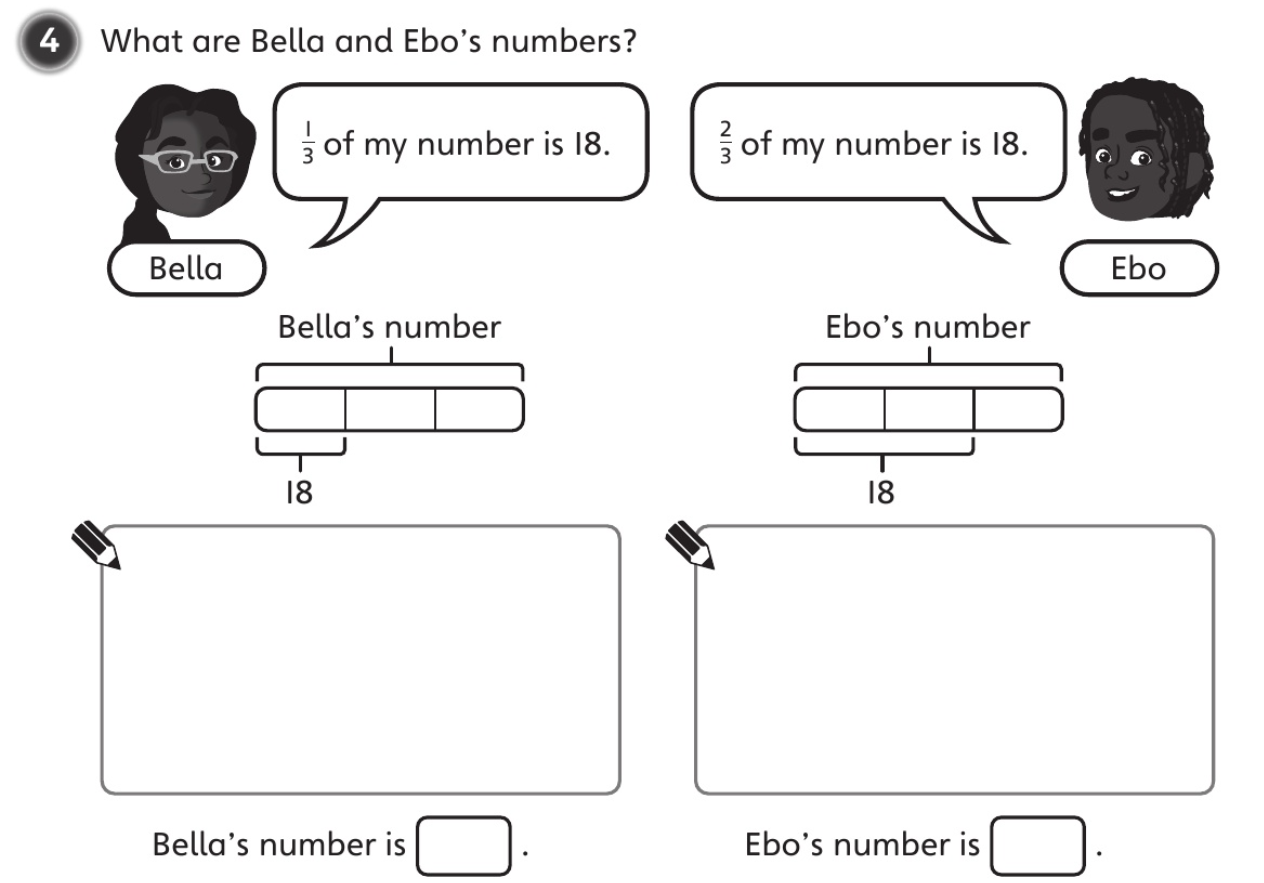 4 What are Bella and Ebo's numbers?
1/3 of my number is 18.
2/3 of my number is 18.
Bella
Ebo
Bella's number
Ebo's number
18
18
Bella's number is .
Ebo's number is .